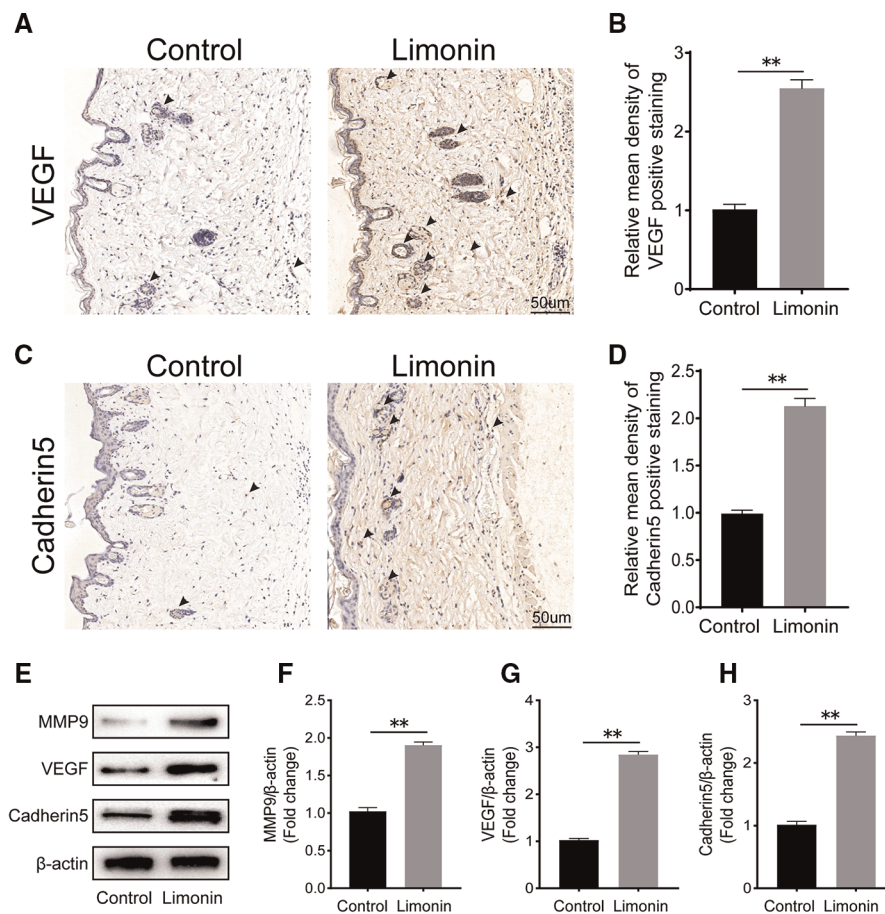 A
Control Limonin
VEGF
50um
B
Relative mean density of
VEGF positive staining
3
2
1
0
**
Control Limonin
C
Control Limonin
Cadherin5
50um
D
Relative mean density of
Cadherin5 positive staining
2.5
2.0
1.5
1.0
0.5
0.0
**
Control Limonin
E
MMP9
VEGF
Cadherin5
β-actin
Control Limonin
F
MMP9/β-actin
(Fold change)
2.5
2.0
1.5
1.0
0.5
0.0
**
Control Limonin
G
VEGF/β-actin
(Fold change)
4
3
2
1
0
**
Control Limonin
H
Cadherin5/β-actin
(Fold change)
3
2
1
0
**
Control Limonin